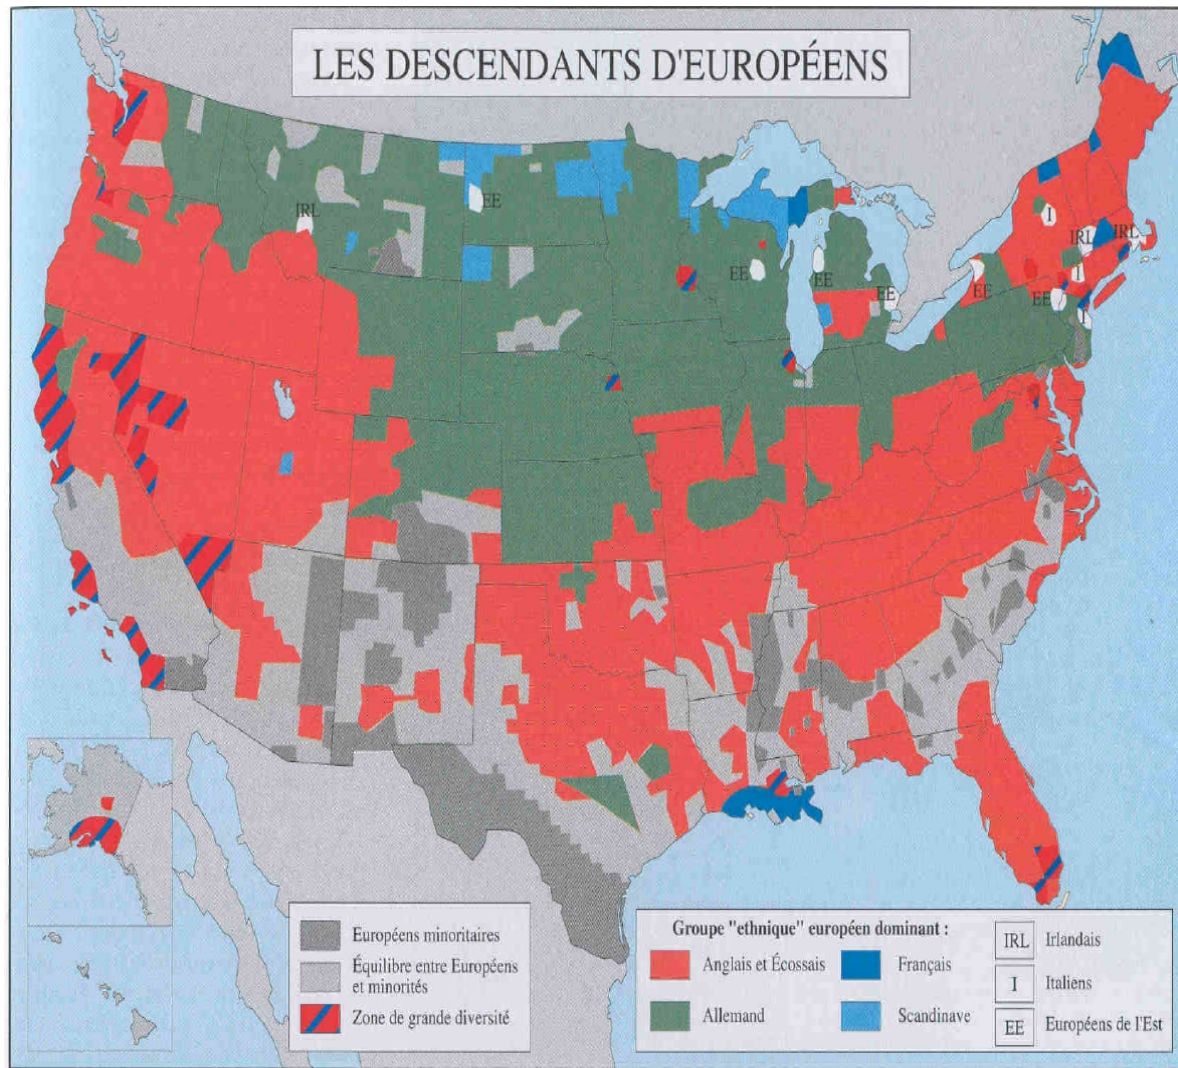 LES DESCENDANTS D'EUROPÉENS
IRL
EE
EE
EE
EE
EE
I
IRL
IRL
I
EE
I
Européens minoritaires
Équilibre entre Européens
et minorités
Zone de grande diversité
Groupe "ethnique" européen dominant :
Anglais et Écossais
Allemand
Français
Scandinave
IRL Irlandais
I Italiens
EE Européens de l'Est